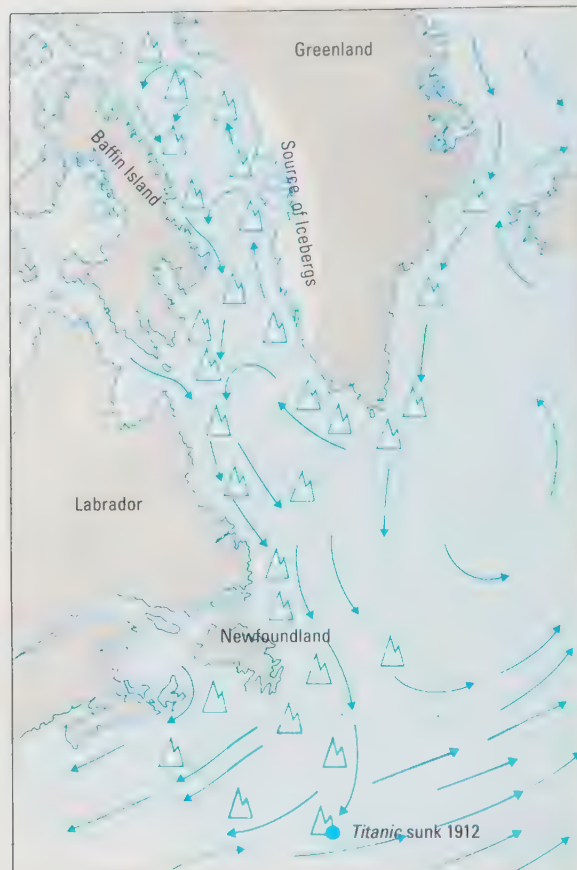 Greenland
Baffin Island
Source of Icebergs
Labrador
Newfoundland
Titanic sunk 1912